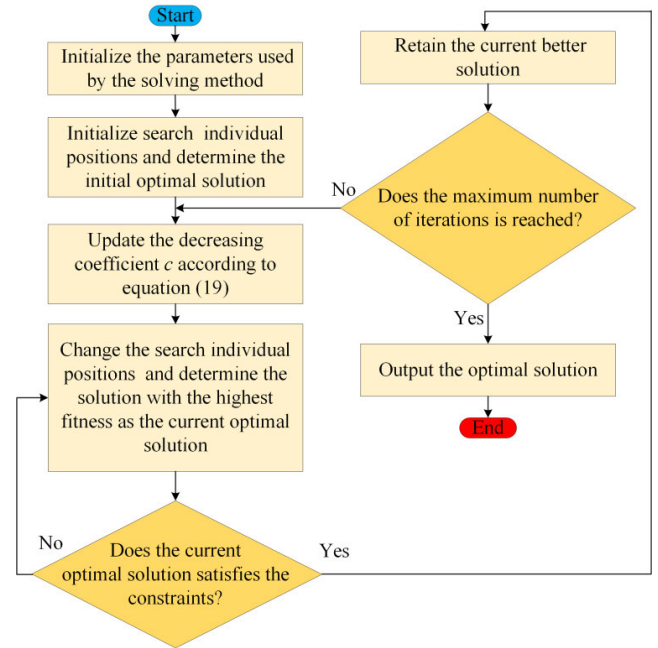 Start
Initialize the parameters used
by the solving method
Initialize search individual
positions and determine the
initial optimal solution
Update the decreasing
coefficient c according to
equation (19)
Change the search individual
positions and determine the
solution with the highest
fitness as the current optimal
solution
No
Does the current
optimal solution satisfies the
constraints?
Yes
Retain the current better
solution
No
Does the maximum number
of iterations is reached?
Yes
Output the optimal solution
End